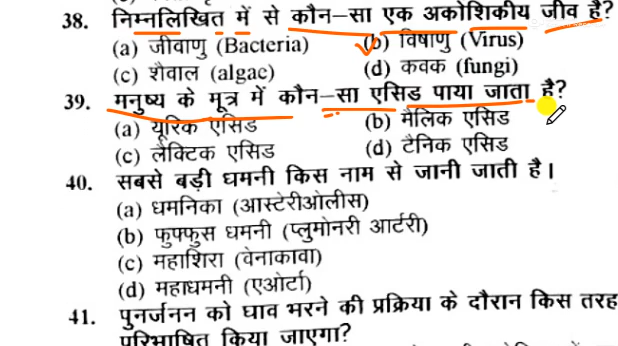 38. निम्नलिखित में से कौन–सा एक अकोशिकीय जीव है?
(a) जीवाणु (Bacteria) (b) विषाणु (Virus)
(c) शैवाल (algac) (d) कवक (fungi)
39. मनुष्य के मूत्र में कौन–सा एसिड पाया जाता है?
(a) यूरिक एसिड (b) मैलिक एसिड
(c) लैक्टिक एसिड (d) टैनिक एसिड
40. सबसे बड़ी धमनी किस नाम से जानी जाती है।
(a) धमनिका (आस्टेरीओलीस)
(b) फुफ्फुस धमनी (प्लुमोनरी आर्टरी)
(c) महाशिरा (वेनाकावा)
(d) महाधमनी (एओर्टा)
41. पुनर्जनन को घाव भरने की प्रक्रिया के दौरान किस तरह
परिभाषित किया जाएगा?